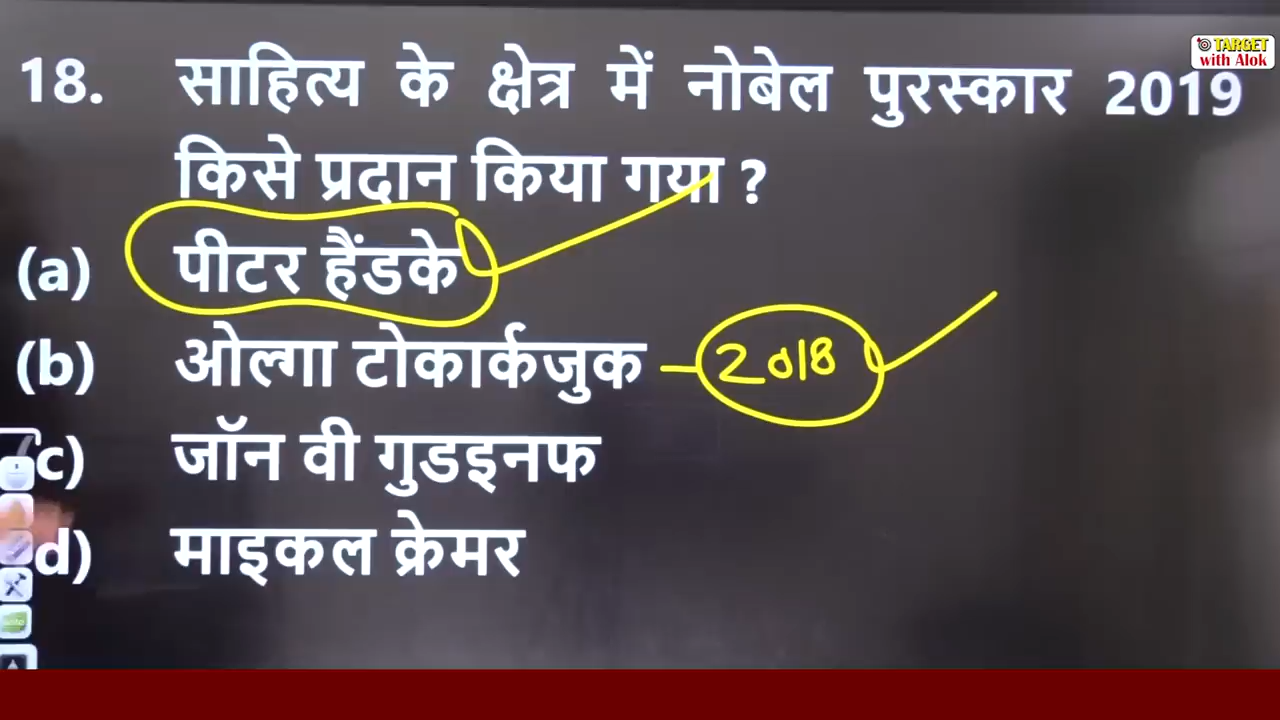 TARGET
with Alok
18. साहित्य के क्षेत्र में नोबेल पुरस्कार 2019
किसे प्रदान किया गया ?
(a) पीटर हैंडके
(b) ओल्गा टोकार्कजुक - 2018
c) जॉन वी गुडइनफ
d) माइकल क्रेमर